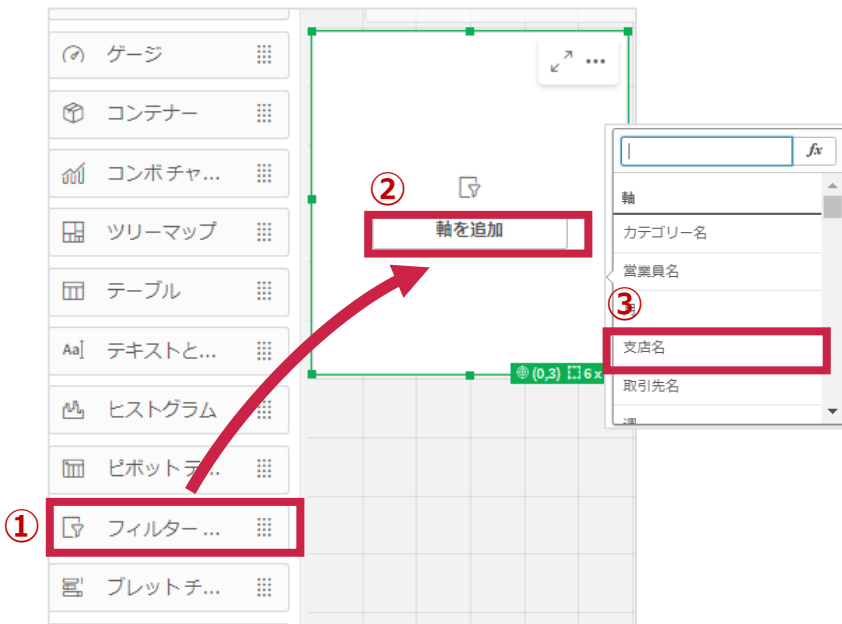 ゲージ
コンテナー
コンボ チャ...
ツリーマップ
テーブル
Aa
テキストと...
ヒストグラム
ピボットテ...
①
フィルター ...
ブレット チ...
②
軸を追加
(0,3) 6 x
fx
軸
カテゴリー名
営業員名
③
月
支店名
取引先名
週